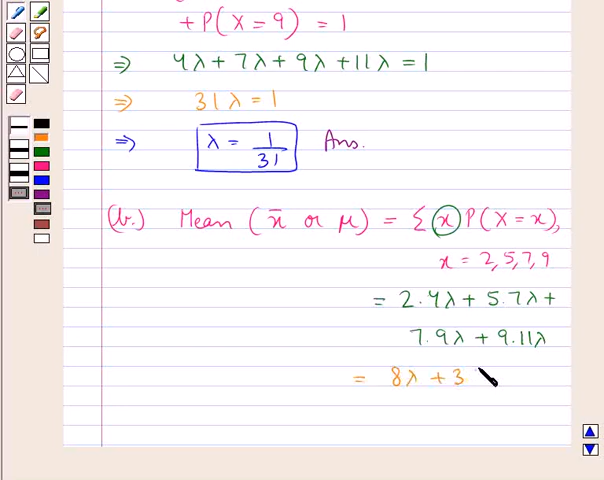 + P(X = 9) = 1
⇒ 4λ + 7λ + 9λ + 11λ = 1
⇒ 31λ = 1
⇒ λ = 1/31 Ans.
(b.) Mean (x̄ or μ) = Σ x P(X = x),
x = 2, 5, 7, 9
= 2.4λ + 5.7λ +
7.9λ + 9.11λ
= 8λ + 3